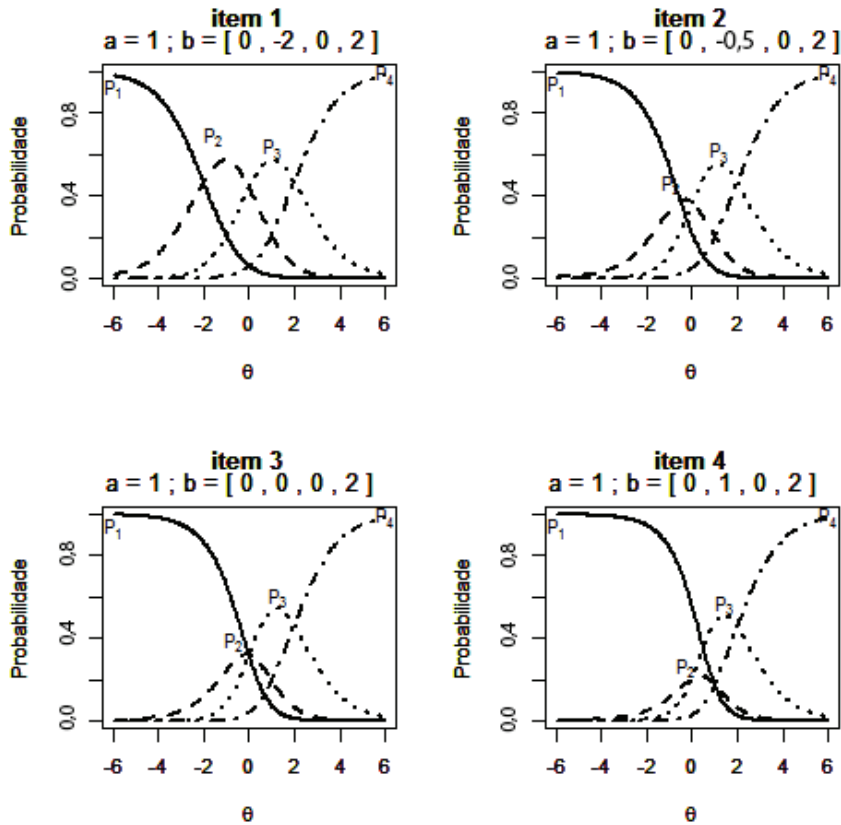 item 1
a = 1 ; b = [ 0 , -2 , 0 , 2 ]
Probabilidade
0,8
0,4
0,0
P1
P2
P3
P4
-6 -4 -2 0 2 4 6
θ
item 2
a = 1 ; b = [ 0 , -0,5 , 0 , 2 ]
Probabilidade
0,8
0,4
0,0
P1
P
P3
P4
-6 -4 -2 0 2 4 6
θ
item 3
a = 1 ; b = [ 0 , 0 , 0 , 2 ]
Probabilidade
0,8
0,4
0,0
P1
P2
P3
P4
-6 -4 -2 0 2 4 6
θ
item 4
a = 1 ; b = [ 0 , 1 , 0 , 2 ]
Probabilidade
0,8
0,4
0,0
P1
P2
P3
P4
-6 -4 -2 0 2 4 6
θ